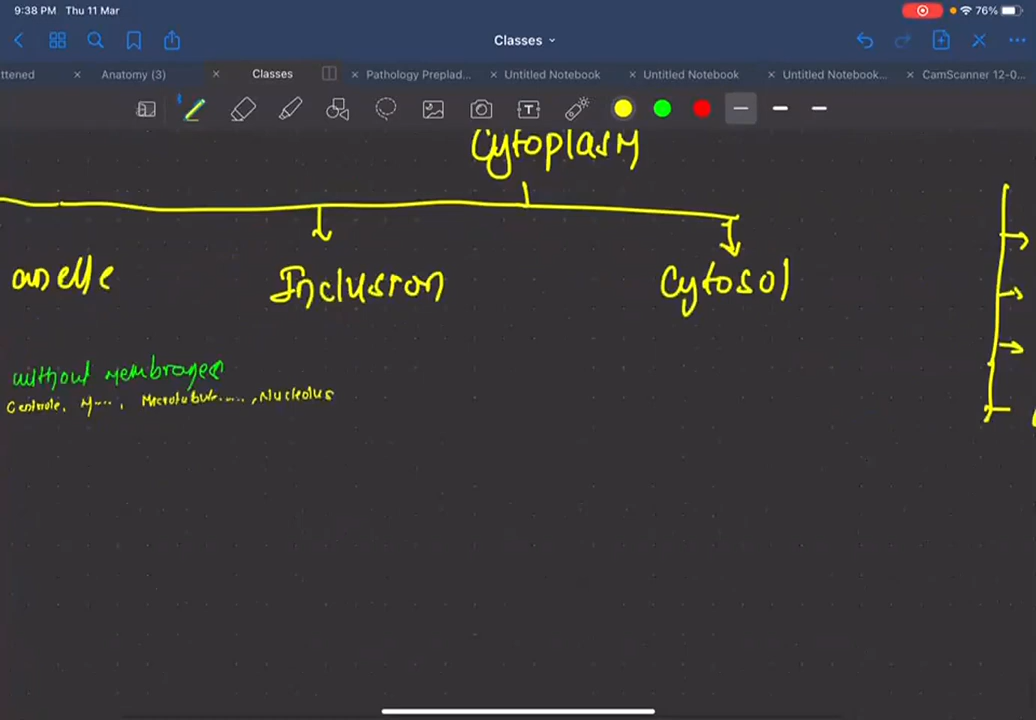 9:38 PM Thu 11 Mar 76%
Classes
ttened Anatomy (3) Classes Pathology Preplad... Untitled Notebook Untitled Notebook Untitled Notebook... CamScanner 12-0...
Cytoplasm
anelle Inclusion Cytosol
without membrane
Centriole, M...., Microtubul....., Nucleolus